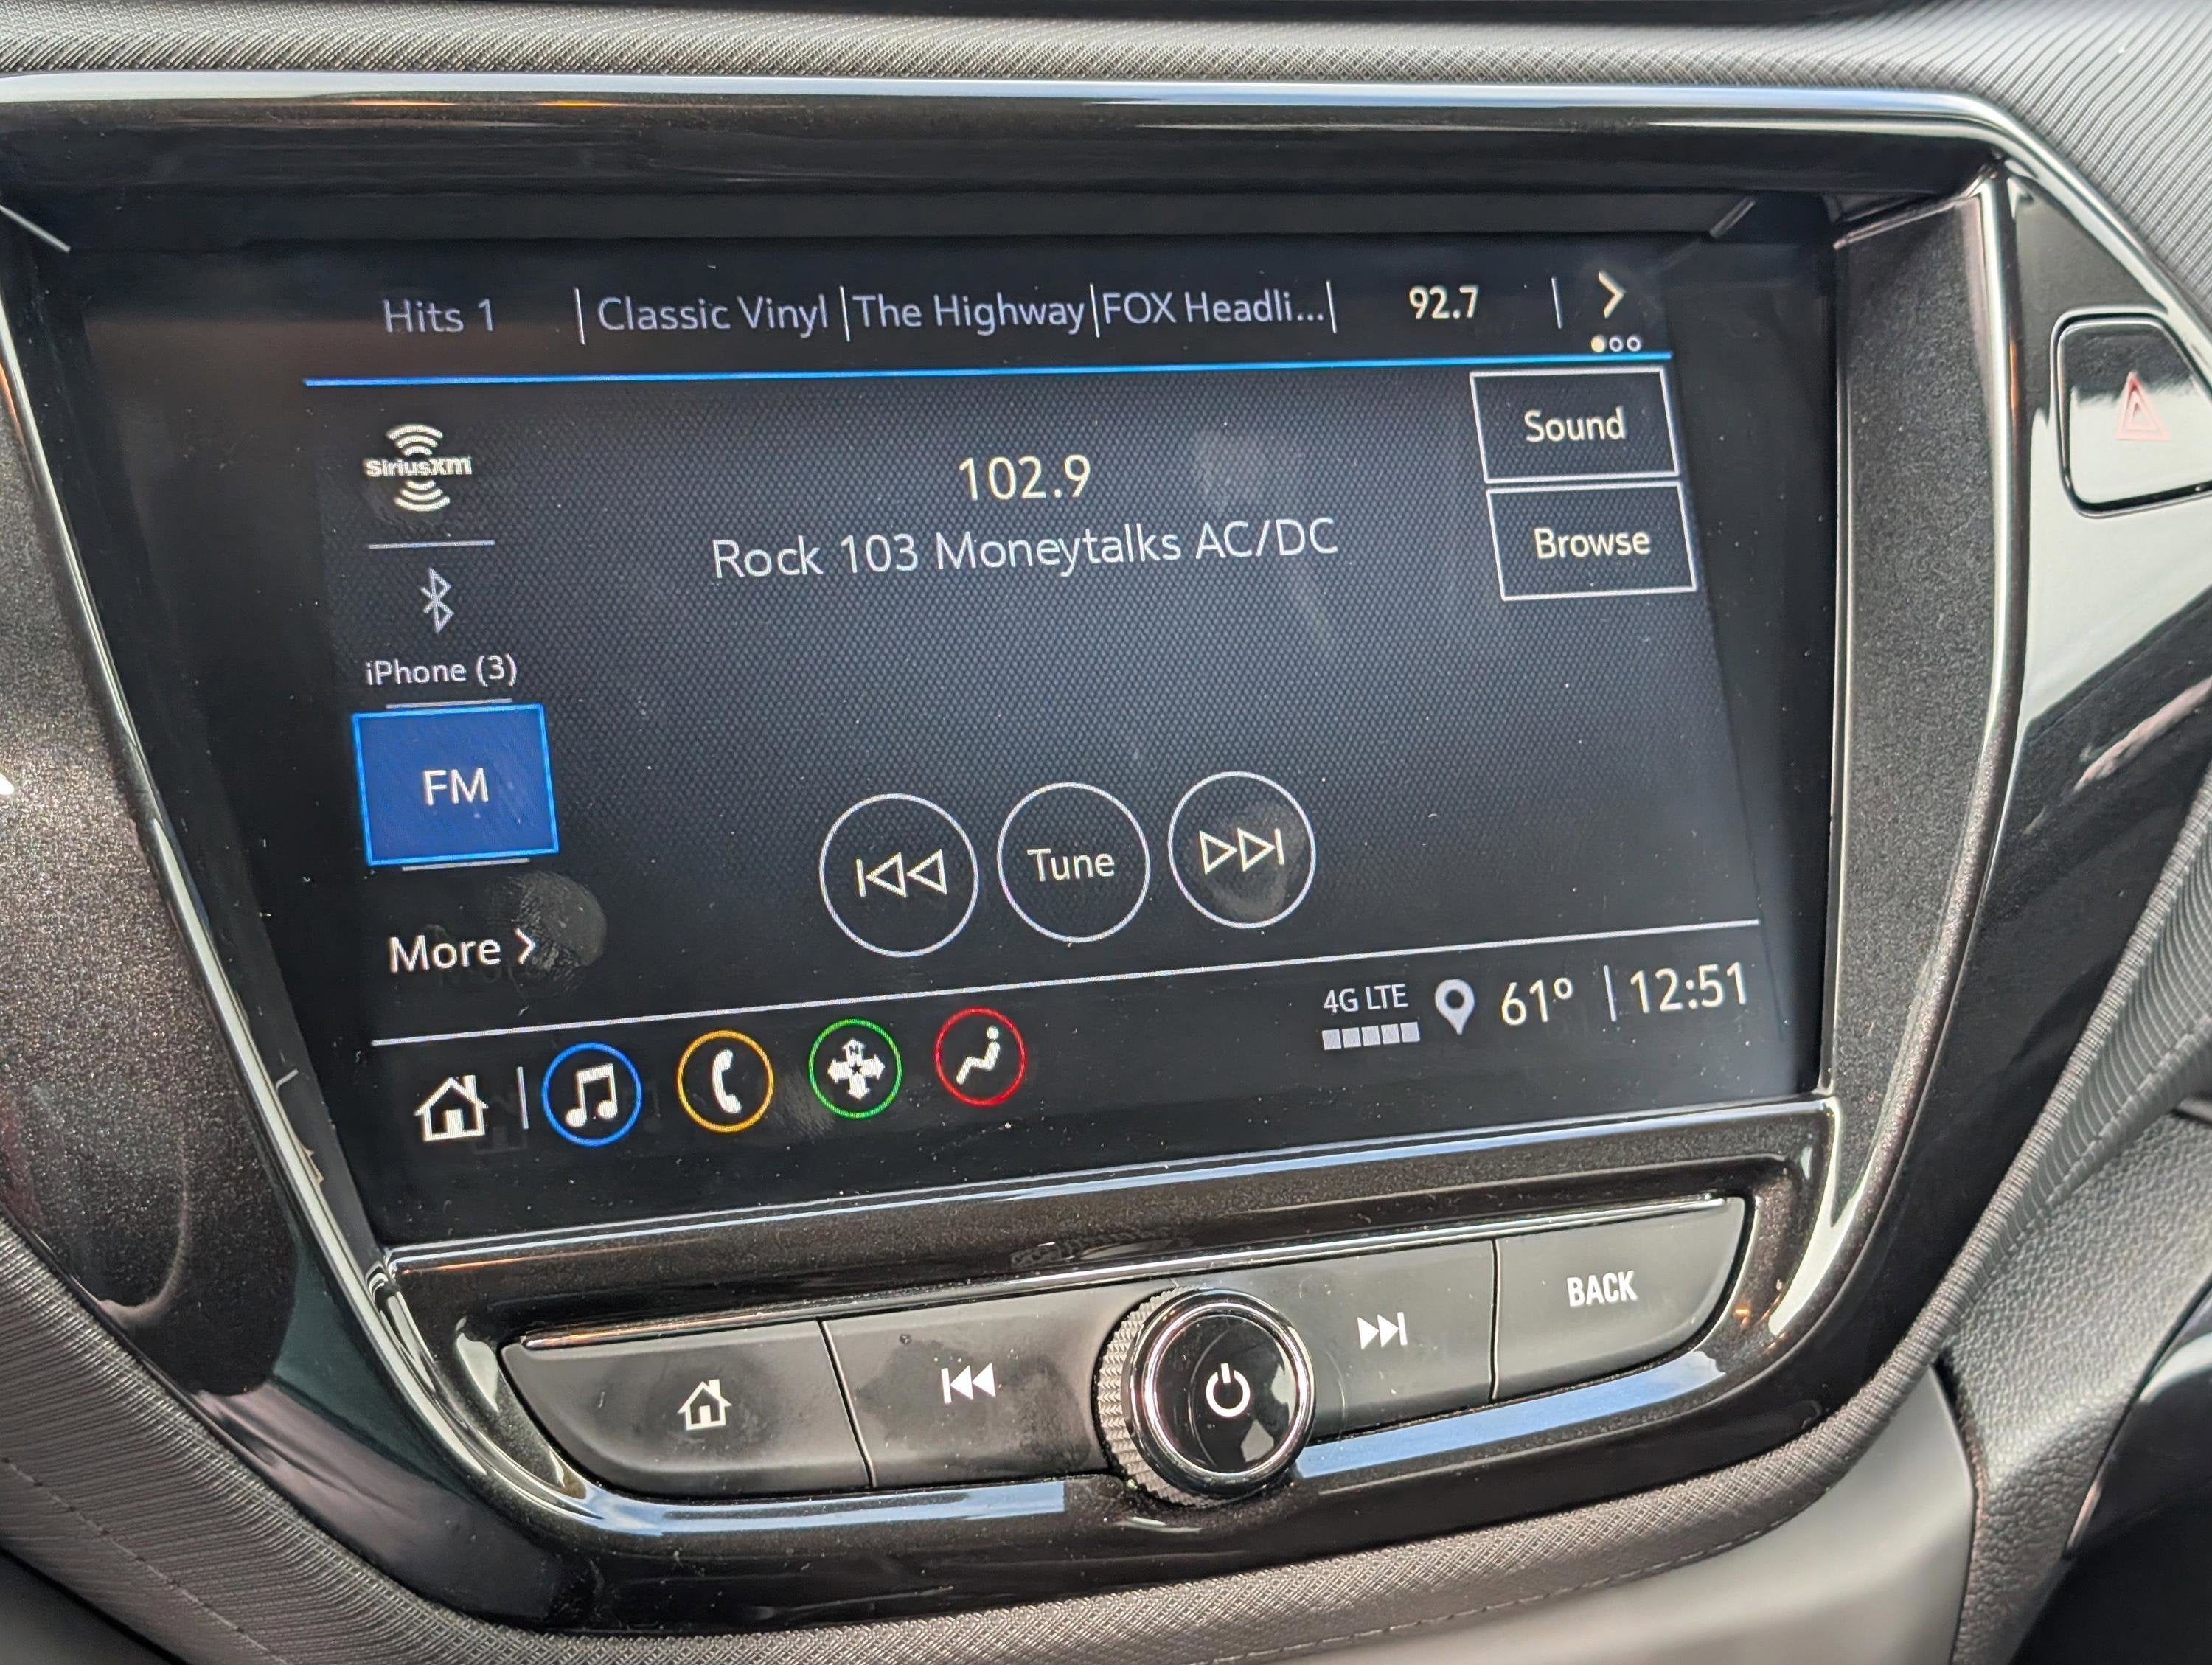 Hits 1 | Classic Vinyl | The Highway | FOX Headli... | 92.7 |
SiriusXM
102.9
Rock 103 Moneytalks AC/DC
Sound
Browse
iPhone (3)
FM
Tune
More >
4G LTE 61° | 12:51
N
BACK